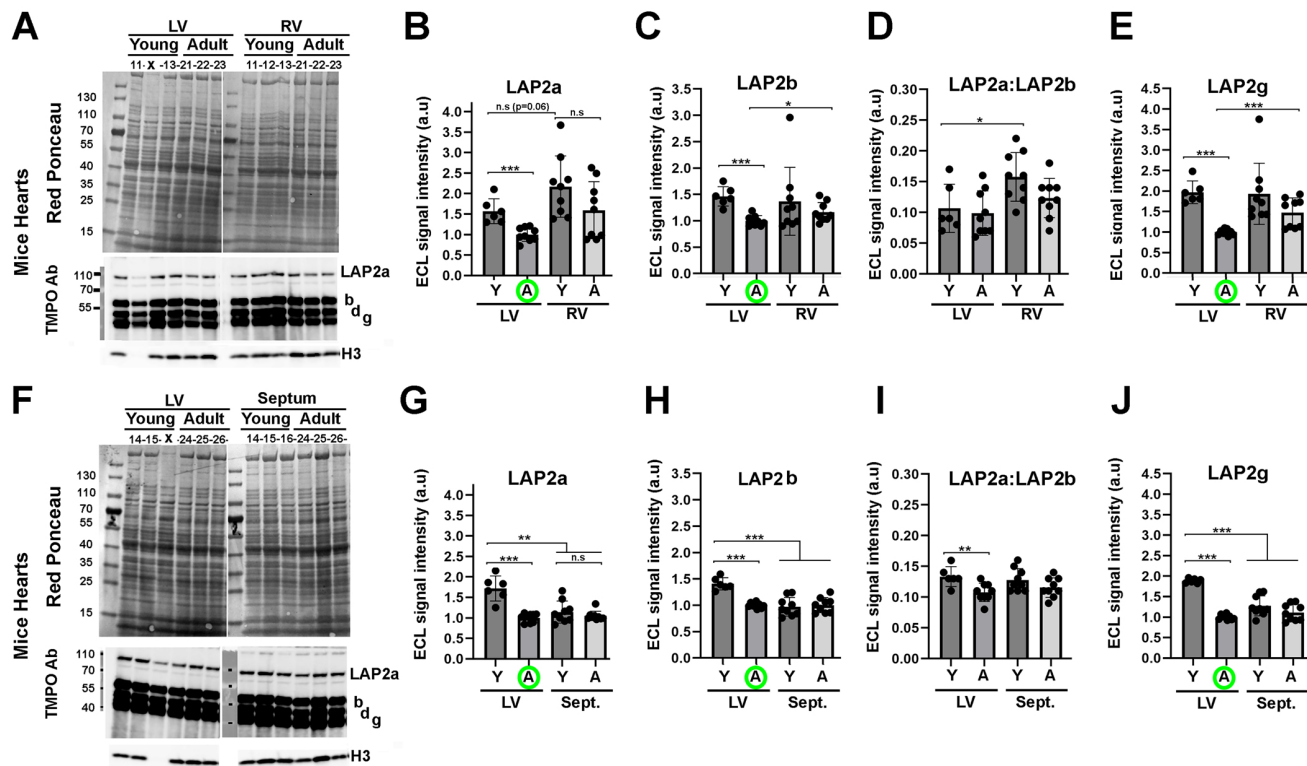 A
LV RV
Young Adult Young Adult
11- X -13-21-22-23 11-12-13-21-22-23
Mice Hearts
Red Ponceau
130
110
70
55
40
35
25
15
TMPO Ab
110
70
55
LAP2a
b
d
g
H3
B
LAP2a
ECL signal intensity (a.u)
4.0
3.5
3.0
2.5
2.0
1.5
1.0
0.5
0.0
n.s (p=0.06)
n.s
***
Y A Y A
LV RV
C
LAP2b
ECL signal intensity (a.u)
3.5
3.0
2.5
2.0
1.5
1.0
0.5
0.0
*
***
Y A Y A
LV RV
D
LAP2a:LAP2b
ECL signal intensity (a.u)
0.30
0.25
0.20
0.15
0.10
0.05
0.00
*
Y A Y A
LV RV
E
LAP2g
ECL signal intensity (a.u)
4.5
4.0
3.5
3.0
2.5
2.0
1.5
1.0
0.5
0.0
***
***
Y A Y A
LV RV
F
LV Septum
Young Adult Young Adult
14-15- X -24-25-26- 14-15-16-24-25-26-
Mice Hearts
Red Ponceau
130
110
70
55
40
35
25
15
TMPO Ab
90
70
55
40
LAP2a
b
d
g
H3
G
LAP2a
ECL signal intensity (a.u)
4.0
3.5
3.0
2.5
2.0
1.5
1.0
0.5
0.0
**
***
n.s
Y A Y A
LV Sept.
H
LAP2b
ECL signal intensity (a.u)
3.5
3.0
2.5
2.0
1.5
1.0
0.5
0.0
***
***
Y A Y A
LV Sept.
I
LAP2a:LAP2b
ECL signal intensity (a.u)
0.30
0.25
0.20
0.15
0.10
0.05
0.00
**
Y A Y A
LV Sept.
J
LAP2g
ECL signal intensity (a.u)
4.5
4.0
3.5
3.0
2.5
2.0
1.5
1.0
0.5
0.0
***
***
Y A Y A
LV Sept.